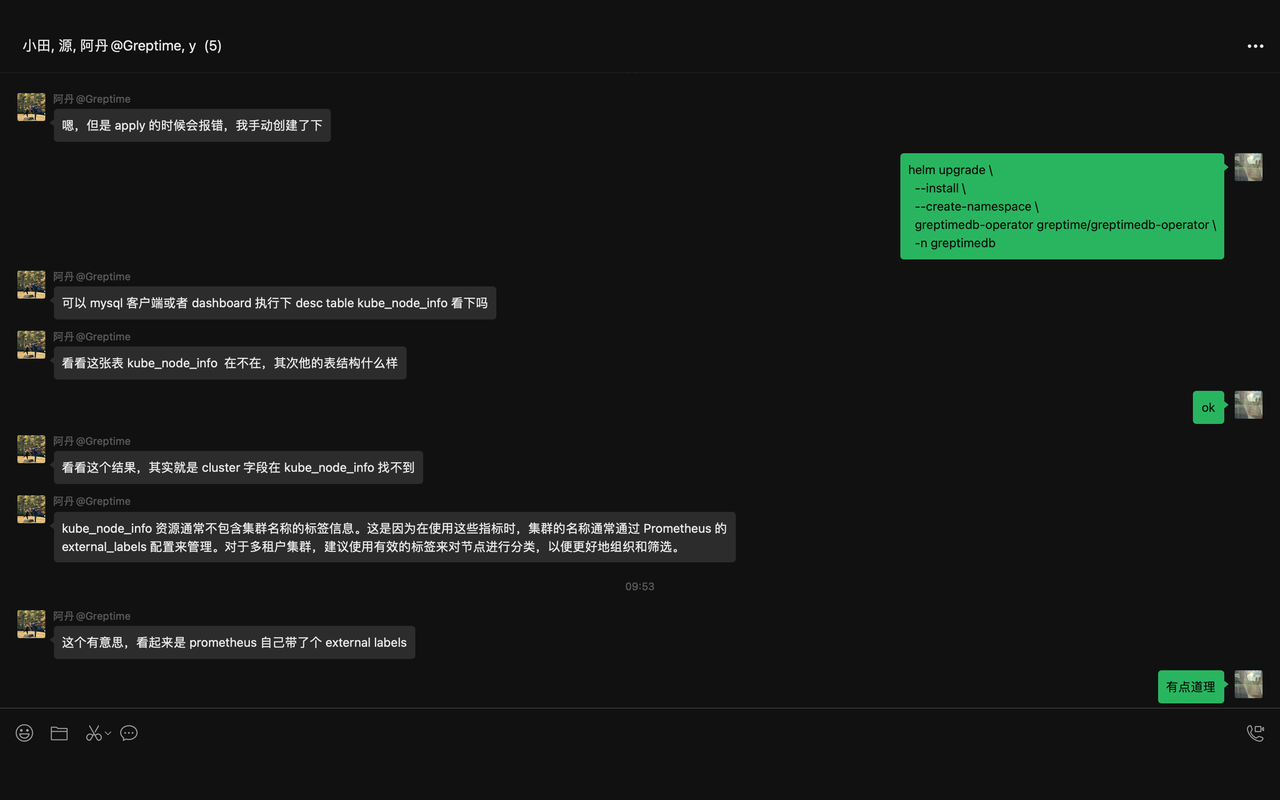 小田, 源, 阿丹@Greptime, y (5)
阿丹@Greptime
嗯，但是 apply 的时候会报错，我手动创建了下
helm upgrade \
--install \
--create-namespace \
greptimedb-operator greptime/greptimedb-operator \
-n greptimedb
阿丹@Greptime
可以 mysql 客户端或者 dashboard 执行下 desc table kube_node_info 看下吗
阿丹@Greptime
看看这张表 kube_node_info 在不在，其次他的表结构什么样
ok
阿丹@Greptime
看看这个结果，其实就是 cluster 字段在 kube_node_info 找不到
阿丹@Greptime
kube_node_info 资源通常不包含集群名称的标签信息。这是因为在使用这些指标时，集群的名称通常通过 Prometheus 的
external_labels 配置来管理。对于多租户集群，建议使用有效的标签来对节点进行分类，以便更好地组织和筛选。
09:53
阿丹@Greptime
这个有意思，看起来是 prometheus 自己带了个 external labels
有点道理